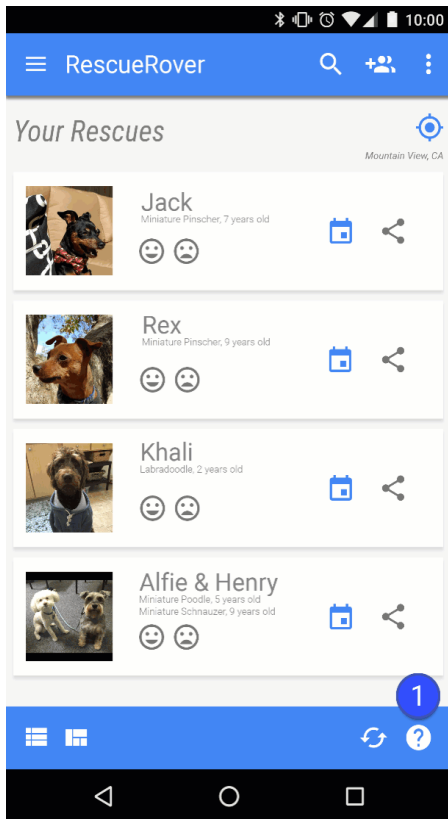 10:00
RescueRover
Your Rescues
Mountain View, CA
Jack
Miniature Pinscher, 7 years old
Rex
Miniature Pinscher, 9 years old
Khali
Labradoodle, 2 years old
Alfie & Henry
Miniature Poodle, 5 years old
Miniature Schnauzer, 9 years old
1
?